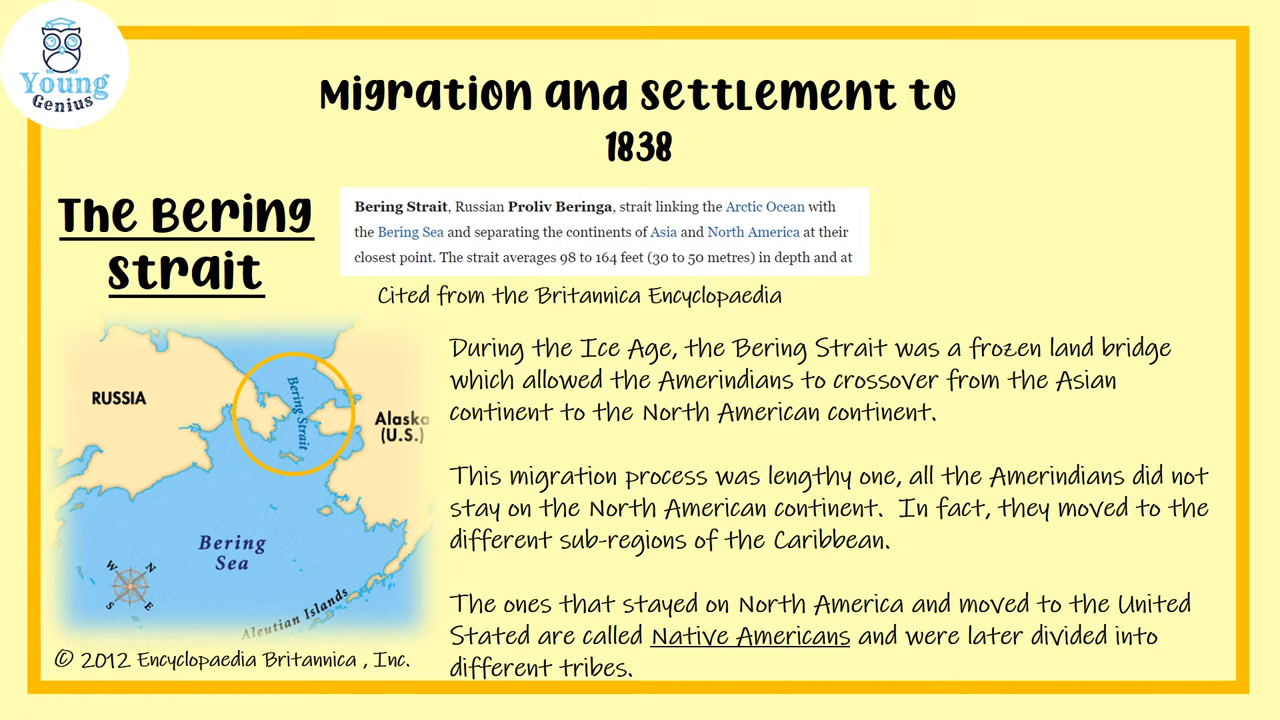 Young
Genius
Migration and settlement to
1838
The Bering
strait
Bering Strait, Russian Proliv Beringa, strait linking the Arctic Ocean with
the Bering Sea and separating the continents of Asia and North America at their
closest point. The strait averages 98 to 164 feet (30 to 50 metres) in depth and at
Cited from the Britannica Encyclopaedia
RUSSIA
Bering Strait
Alaska
(U.S.)
Bering
Sea
W
N
S
E
Aleutian Islands
© 2012 Encyclopaedia Britannica , Inc.
During the Ice Age, the Bering Strait was a frozen land bridge
which allowed the Amerindians to crossover from the Asian
continent to the North American continent.
This migration process was lengthy one, all the Amerindians did not
stay on the North American continent. In fact, they moved to the
different sub-regions of the Caribbean.
The ones that stayed on North America and moved to the United
Stated are called Native Americans and were later divided into
different tribes.